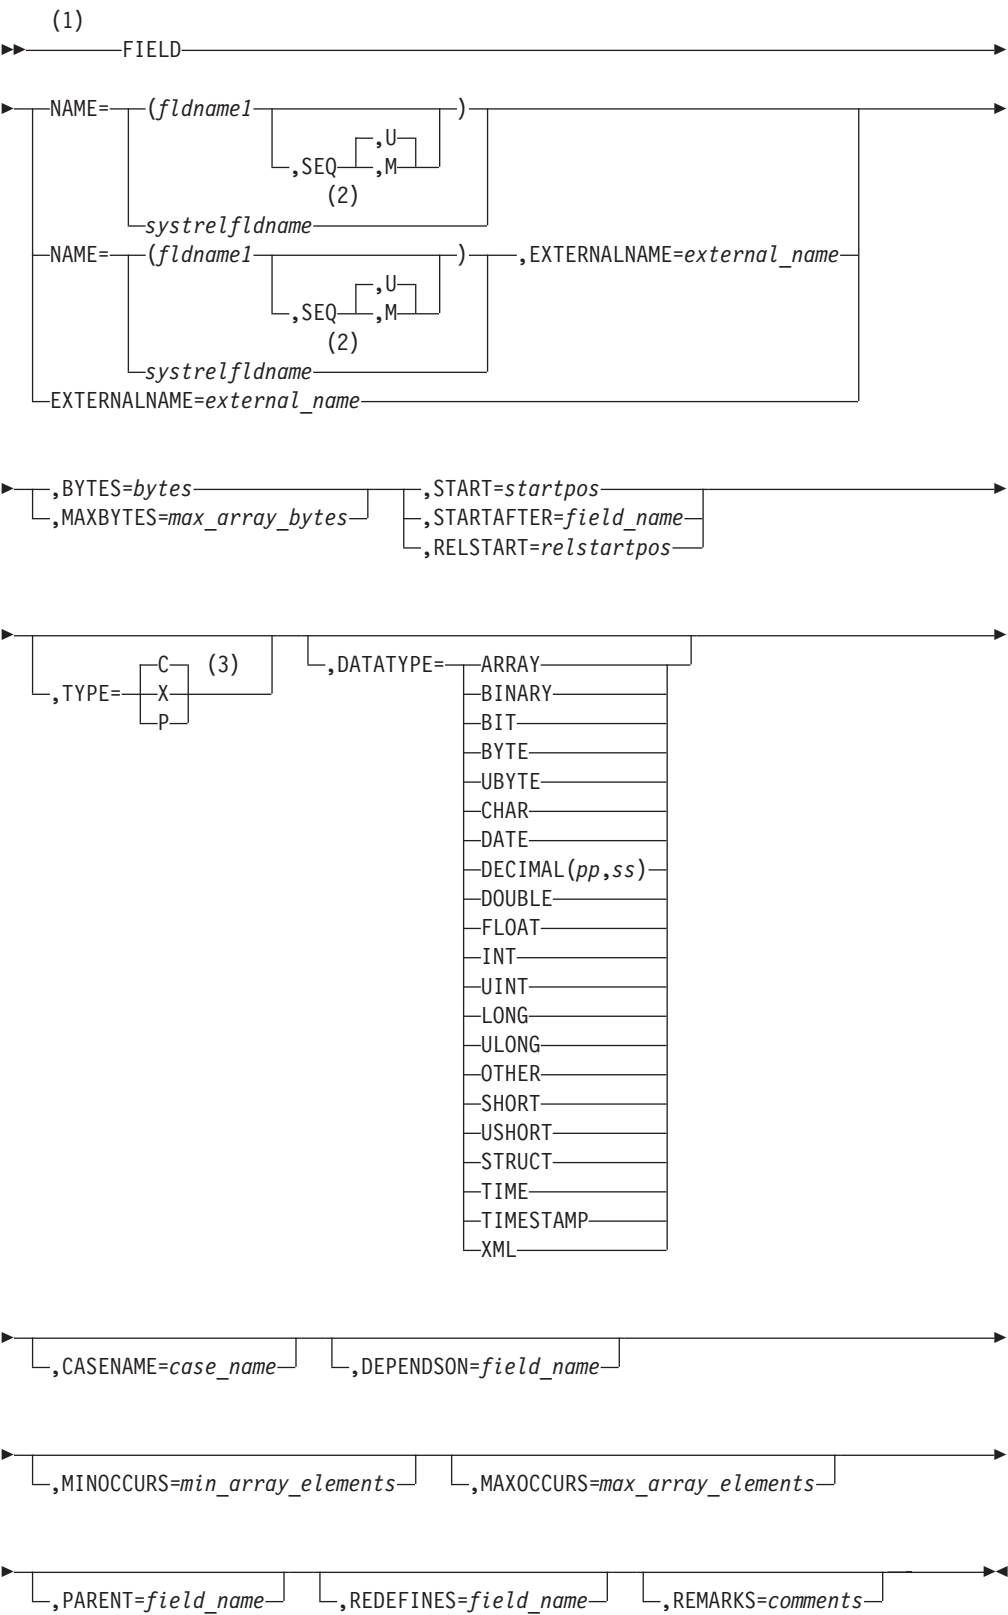 (1)
FIELD
NAME= (fldname1 )
,U
,SEQ ,M
(2)
systrelfldname
NAME= (fldname1 ) ,EXTERNALNAME=external_name
,U
,SEQ ,M
(2)
systrelfldname
EXTERNALNAME=external_name
,BYTES=bytes ,START=startpos
,MAXBYTES=max_array_bytes ,STARTAFTER=field_name
,RELSTART=relstartpos
C (3) ,DATATYPE= ARRAY
,TYPE= X BINARY
P BIT
BYTE
UBYTE
CHAR
DATE
DECIMAL(pp,ss)
DOUBLE
FLOAT
INT
UINT
LONG
ULONG
OTHER
SHORT
USHORT
STRUCT
TIME
TIMESTAMP
XML
,CASENAME=case_name ,DEPENDSON=field_name
,MINOCCURS=min_array_elements ,MAXOCCURS=max_array_elements
,PARENT=field_name ,REDEFINES=field_name ,REMARKS=comments